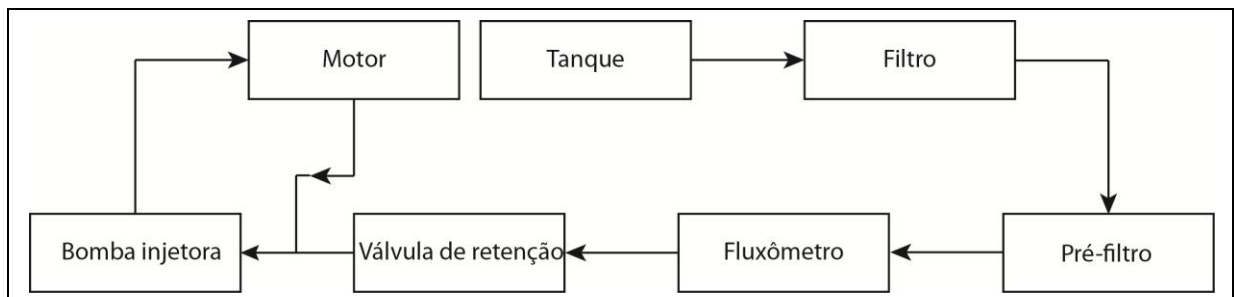 Motor
Tanque
Filtro
Bomba injetora
Válvula de retenção
Fluxômetro
Pré-filtro